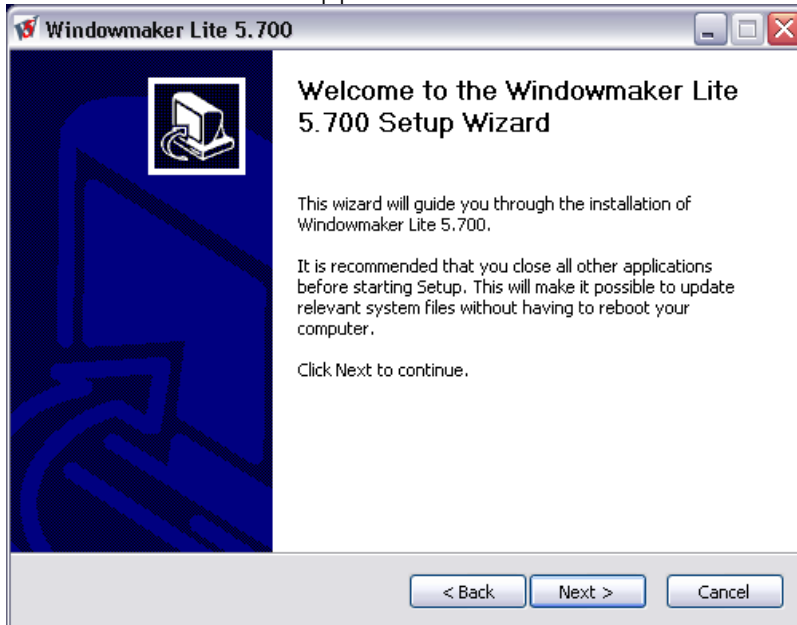 Windowmaker Lite 5.700
Welcome to the Windowmaker Lite
5.700 Setup Wizard
This wizard will guide you through the installation of
Windowmaker Lite 5.700.
It is recommended that you close all other applications
before starting Setup. This will make it possible to update
relevant system files without having to reboot your
computer.
Click Next to continue.
< Back Next > Cancel